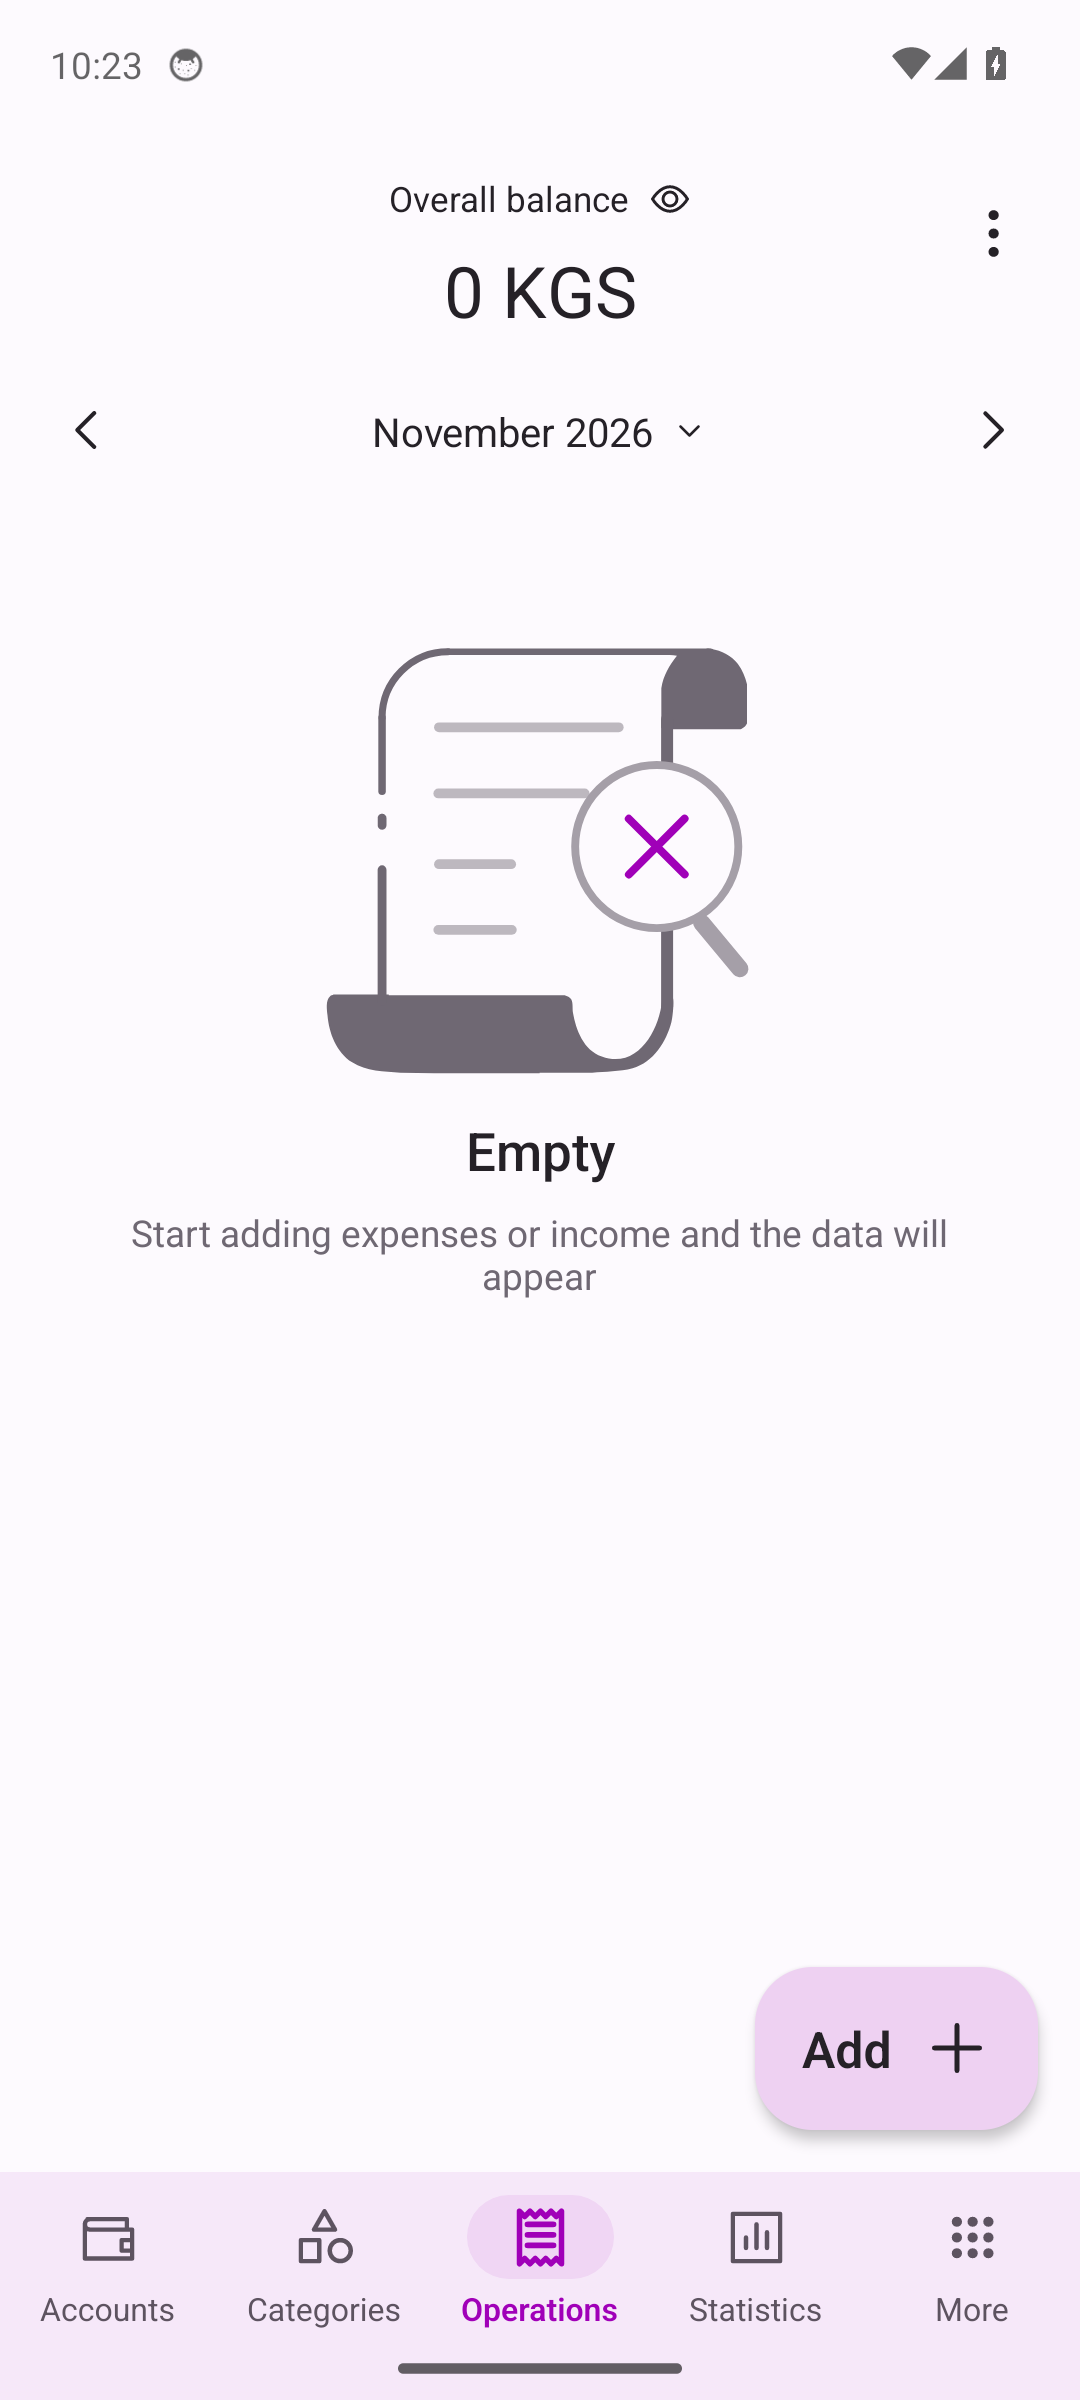 10:23
Overall balance
0 KGS
November 2026
Empty
Start adding expenses or income and the data will
appear
Add
Accounts
Categories
Operations
Statistics
More